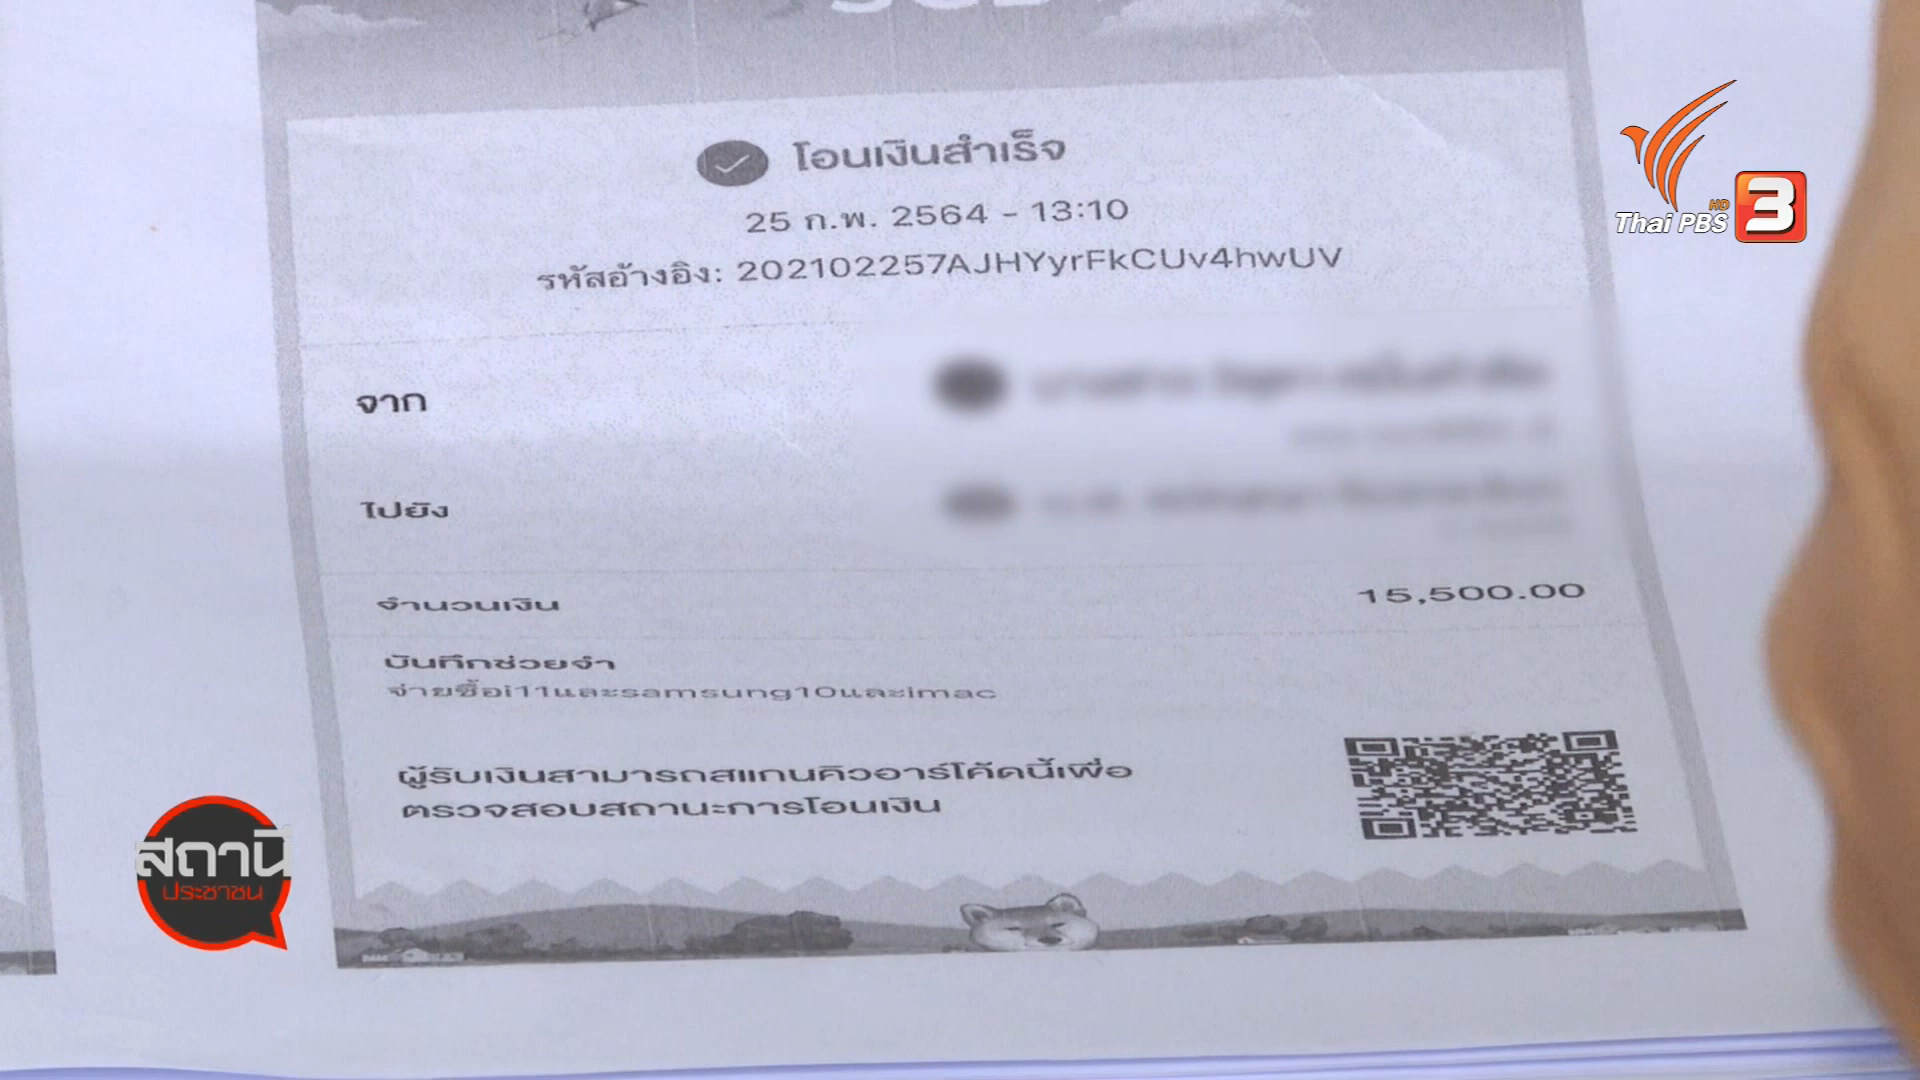 โอนเงินสำเร็จ
25 ก.พ. 2564 - 13:10
รหัสอ้างอิง: 202102257AJHYyrFkCUv4hwUV
จาก
ไปยัง
จำนวนเงิน 15,500.00
บันทึกช่วยจำ
จ่ายซื้อi11และsamsung10และimac
ผู้รับเงินสามารถสแกนคิวอาร์โค้ดนี้เพื่อ
ตรวจสอบสถานะการโอนเงิน
Thai PBS HD 3
สถานี
ประชาชน